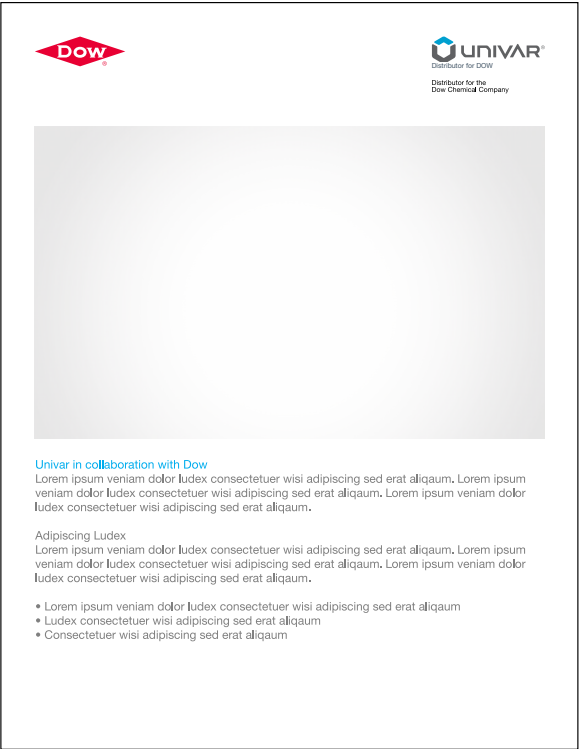 Dow
®
UNIVAR®
Distributor for DOW
Distributor for the
Dow Chemical Company
Univar in collaboration with Dow
Lorem ipsum veniam dolor ludex consectetuer wisi adipiscing sed erat aliqaum. Lorem ipsum
veniam dolor ludex consectetuer wisi adipiscing sed erat aliqaum. Lorem ipsum veniam dolor
ludex consectetuer wisi adipiscing sed erat aliqaum.
Adipiscing Ludex
Lorem ipsum veniam dolor ludex consectetuer wisi adipiscing sed erat aliqaum. Lorem ipsum
veniam dolor ludex consectetuer wisi adipiscing sed erat aliqaum. Lorem ipsum veniam dolor
ludex consectetuer wisi adipiscing sed erat aliqaum.
• Lorem ipsum veniam dolor ludex consectetuer wisi adipiscing sed erat aliqaum
• Ludex consectetuer wisi adipiscing sed erat aliqaum
• Consectetuer wisi adipiscing sed erat aliqaum